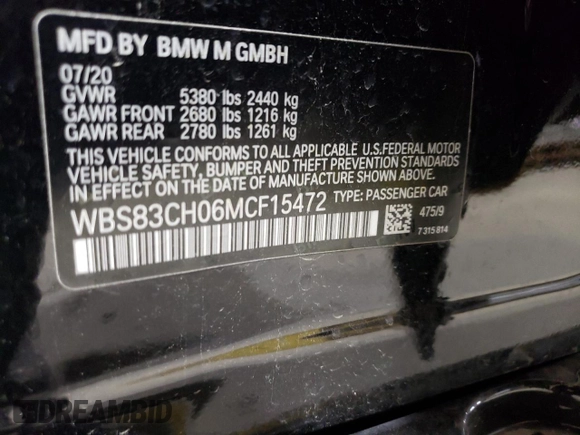 MFD BY BMW M GMBH
07/20
GVWR 5380 lbs 2440 kg
GAWR FRONT 2680 lbs 1216 kg
GAWR REAR 2780 lbs 1261 kg
THIS VEHICLE CONFORMS TO ALL APPLICABLE U.S.FEDERAL MOTOR
VEHICLE SAFETY, BUMPER AND THEFT PREVENTION STANDARDS
IN EFFECT ON THE DATE OF MANUFACTURE SHOWN ABOVE.
WBS83CH06MCF15472 TYPE: PASSENGER CAR
475/9
7 315 814
DREAMBID